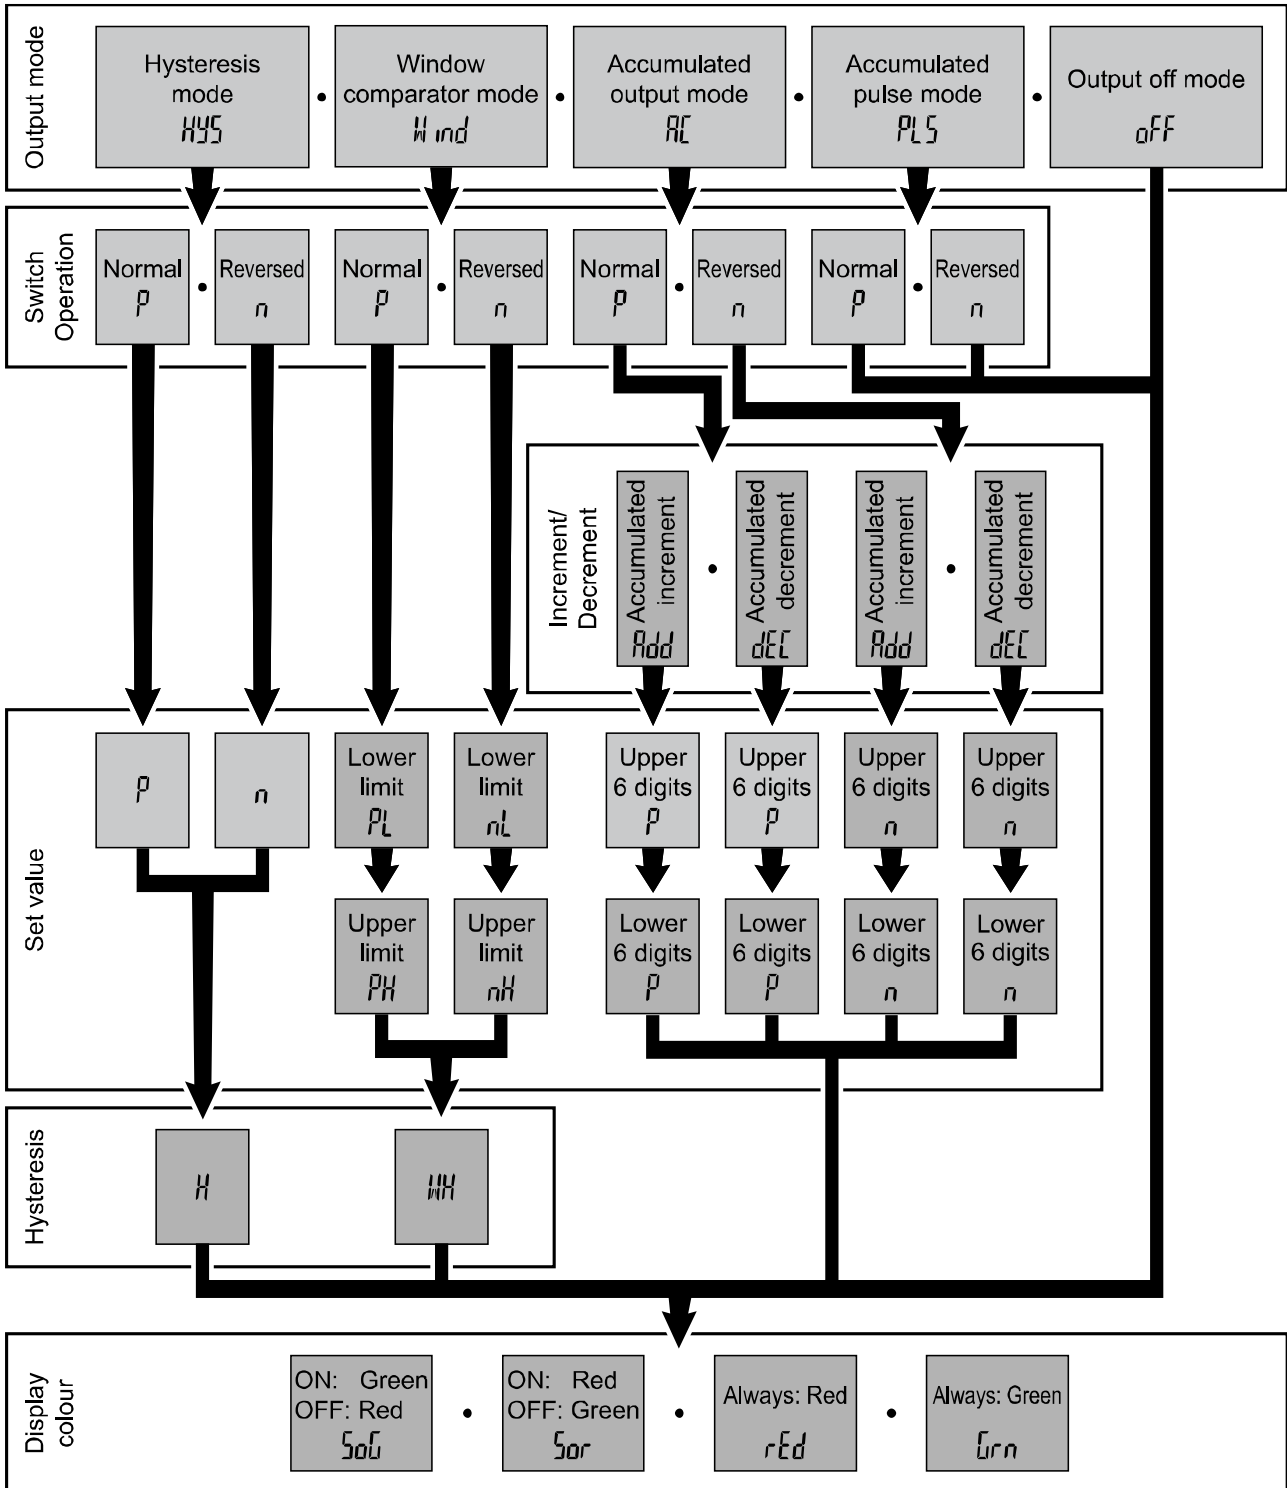 Output mode
Hysteresis
mode
HYS
Window
comparator mode
Wind
Accumulated
output mode
AC
Accumulated
pulse mode
PLS
Output off mode
oFF
Switch
Operation
Normal
P
Reversed
n
Normal
P
Reversed
n
Normal
P
Reversed
n
Normal
P
Reversed
n
Increment/
Decrement
Accumulated
increment
Add
Accumulated
decrement
dEC
Accumulated
increment
Add
Accumulated
decrement
dEC
Set value
P
n
Lower
limit
PL
Lower
limit
nL
Upper
6 digits
P
Upper
6 digits
P
Upper
6 digits
n
Upper
6 digits
n
Upper
limit
PH
Upper
limit
nH
Lower
6 digits
P
Lower
6 digits
P
Lower
6 digits
n
Lower
6 digits
n
Hysteresis
H
WH
Display
colour
ON: Green
OFF: Red
SoG
ON: Red
OFF: Green
Sor
Always: Red
rEd
Always: Green
Grn